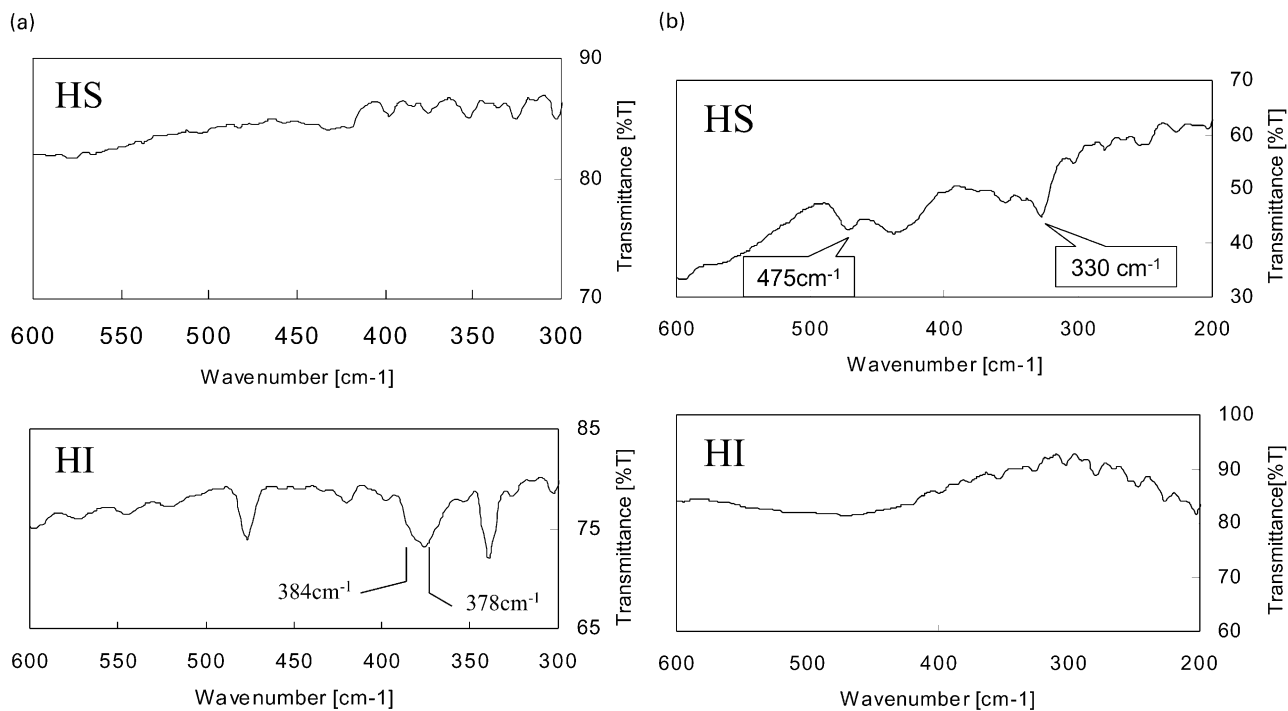 (a)
HS
90
80
70
Transmittance [%T]
600 550 500 450 400 350 300
Wavenumber [cm-1]
HI
85
75
65
Transmittance [%T]
384cm-1
378cm-1
600 550 500 450 400 350 300
Wavenumber [cm-1]
(b)
HS
70
60
50
40
30
Transmittance [%T]
475cm-1
330 cm-1
600 500 400 300 200
Wavenumber [cm-1]
HI
100
90
80
70
60
Transmittance[%T]
600 500 400 300 200
Wavenumber [cm-1]